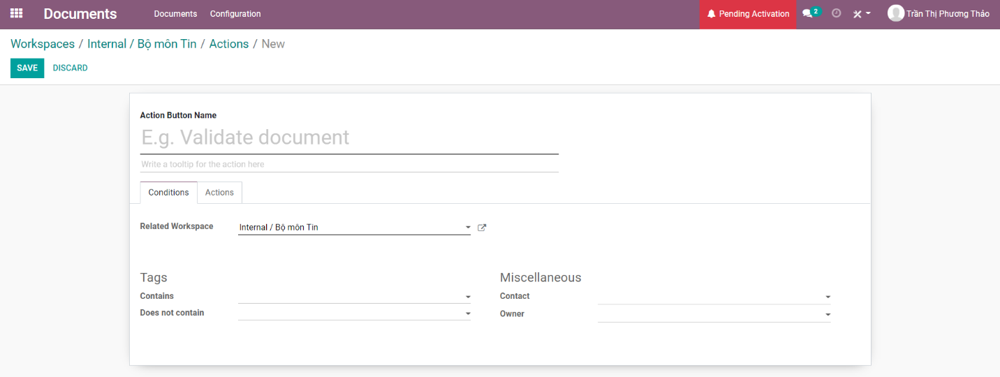 Documents Documents Configuration Pending Activation 2 Trần Thị Phương Thảo
Workspaces / Internal / Bộ môn Tin / Actions / New
SAVE DISCARD
Action Button Name
E.g. Validate document
Write a tooltip for the action here
Conditions Actions
Related Workspace Internal / Bộ môn Tin
Tags Miscellaneous
Contains Contact
Does not contain Owner